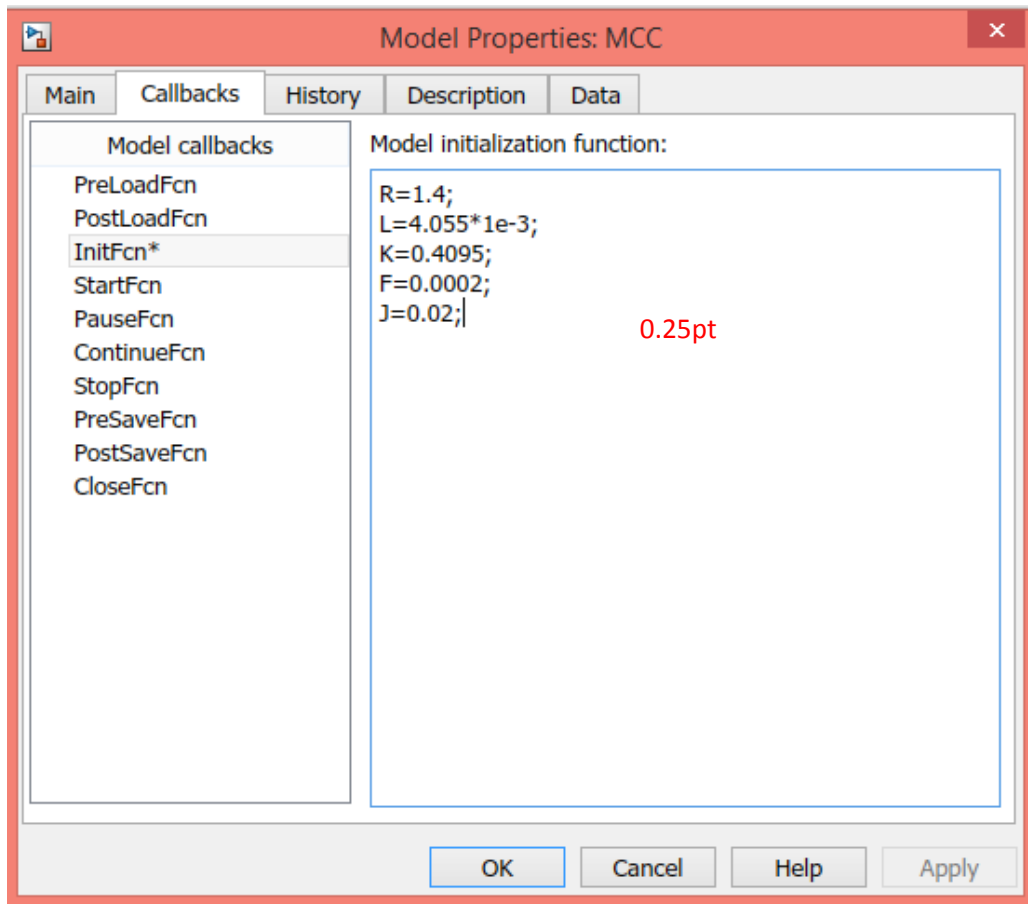 Model Properties: MCC
×
Main
Callbacks
History
Description
Data
Model callbacks
PreLoadFcn
PostLoadFcn
InitFcn*
StartFcn
PauseFcn
ContinueFcn
StopFcn
PreSaveFcn
PostSaveFcn
CloseFcn
Model initialization function:
R=1.4;
L=4.055*1e-3;
K=0.4095;
F=0.0002;
J=0.02;
0.25pt
OK
Cancel
Help
Apply